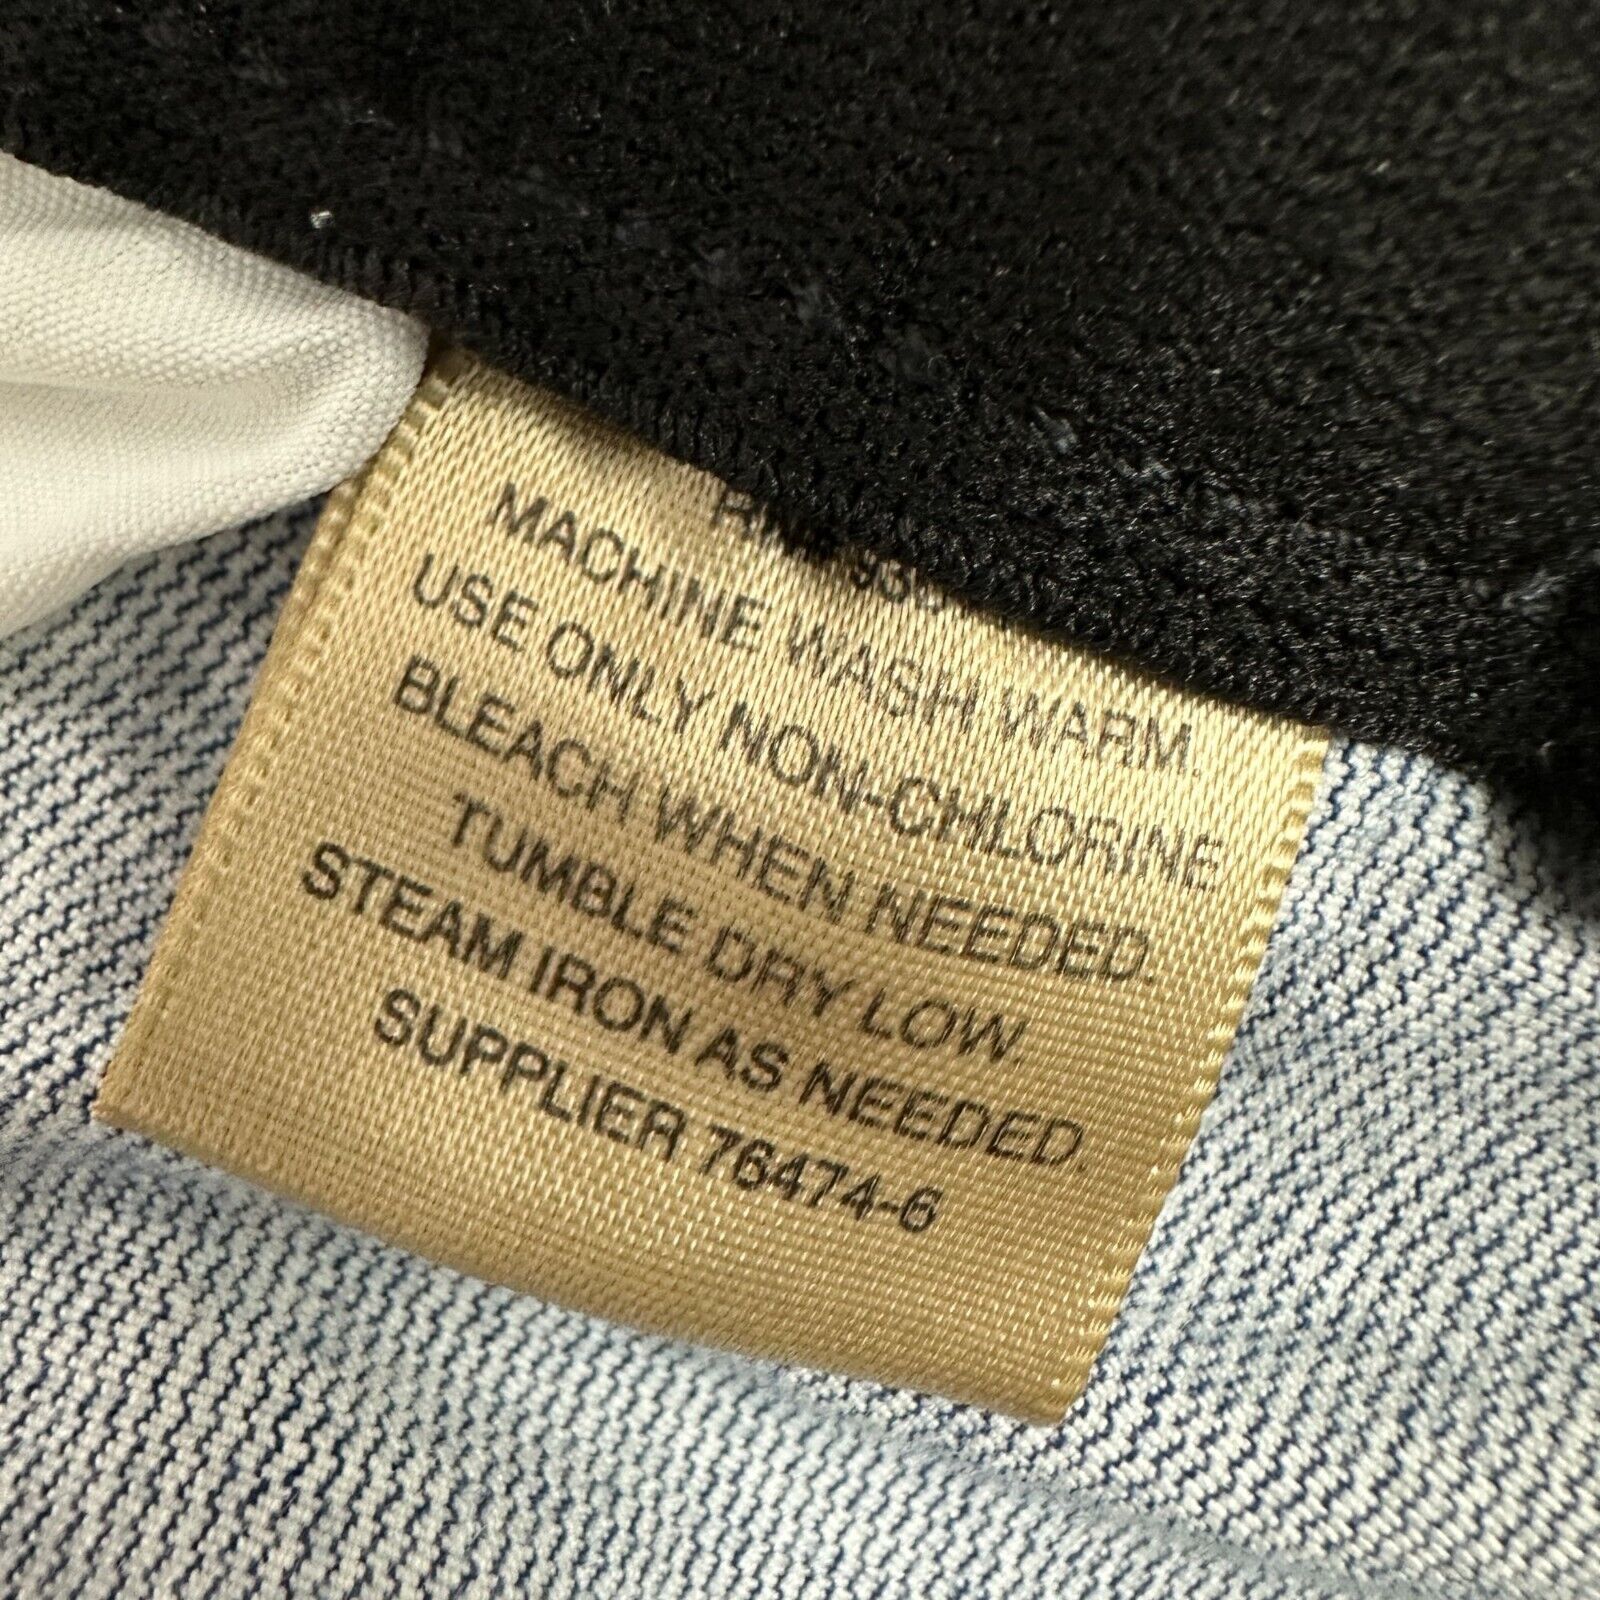 MACHINE WASH WARM.
USE ONLY NON-CHLORINE
BLEACH WHEN NEEDED.
TUMBLE DRY LOW.
STEAM IRON AS NEEDED.
SUPPLIER 76474-6